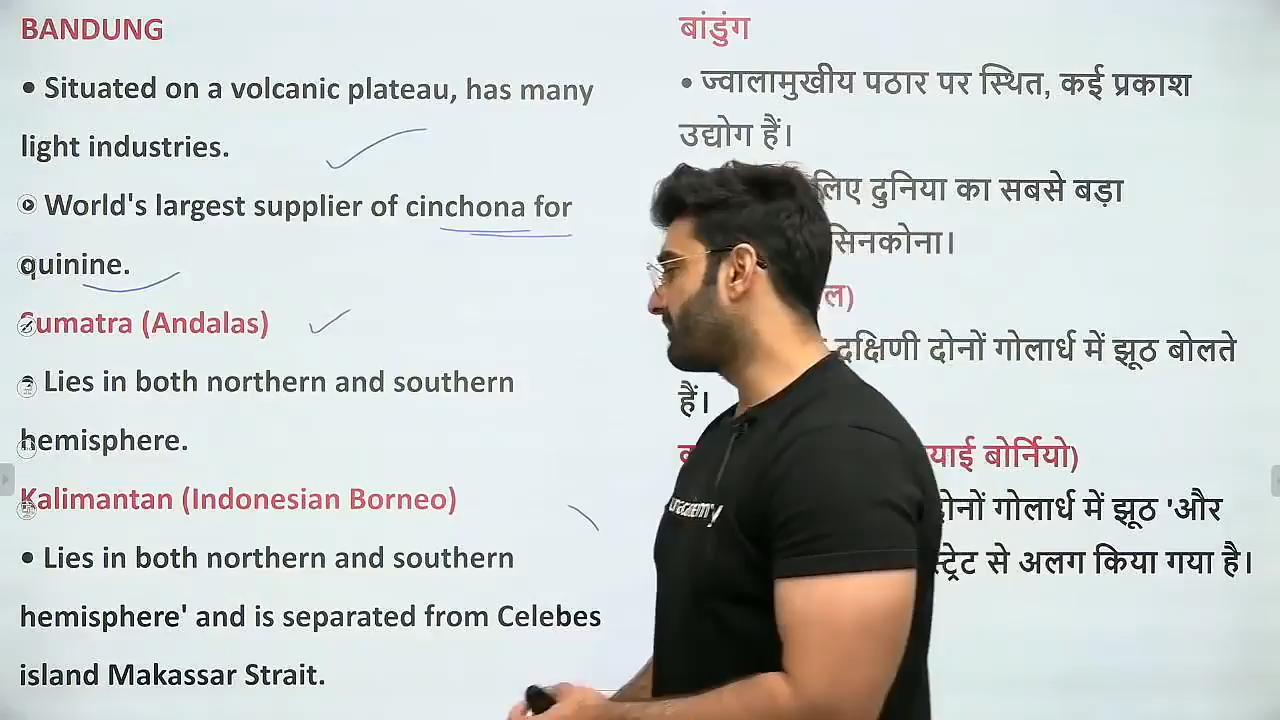 BANDUNG
• Situated on a volcanic plateau, has many
light industries.
World's largest supplier of cinchona for
quinine.
Sumatra (Andalas)
Lies in both northern and southern
hemisphere.
Kalimantan (Indonesian Borneo)
• Lies in both northern and southern
hemisphere' and is separated from Celebes
island Makassar Strait.
बांडुंग
• ज्वालामुखीय पठार पर स्थित, कई प्रकाश
उद्योग हैं।
लिए दुनिया का सबसे बड़ा
सिनकोना।
दक्षिणी दोनों गोलार्ध में झूठ बोलते
हैं।
बोर्नियो)
दोनों गोलार्ध में झूठ 'और
से अलग किया गया है।
unacademy